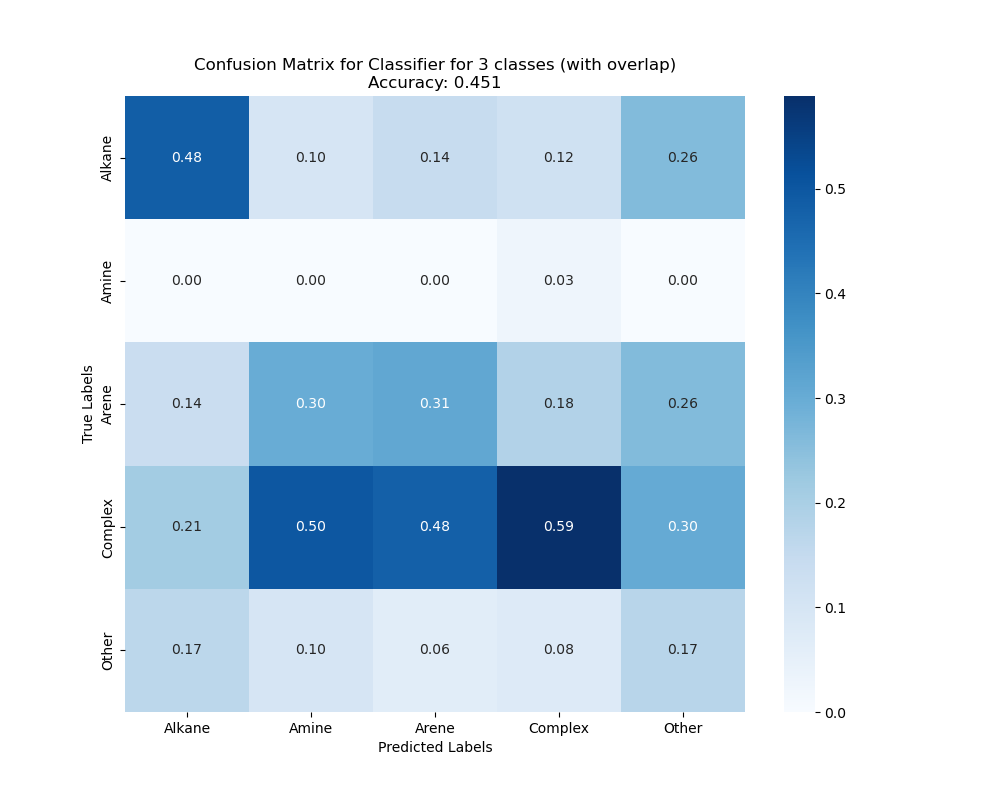 Confusion Matrix for Classifier for 3 classes (with overlap)
Accuracy: 0.451
True Labels
Alkane
0.48 0.10 0.14 0.12 0.26
Amine
0.00 0.00 0.00 0.03 0.00
Arene
0.14 0.30 0.31 0.18 0.26
Complex
0.21 0.50 0.48 0.59 0.30
Other
0.17 0.10 0.06 0.08 0.17
Alkane Amine Arene Complex Other
Predicted Labels
0.5
0.4
0.3
0.2
0.1
0.0